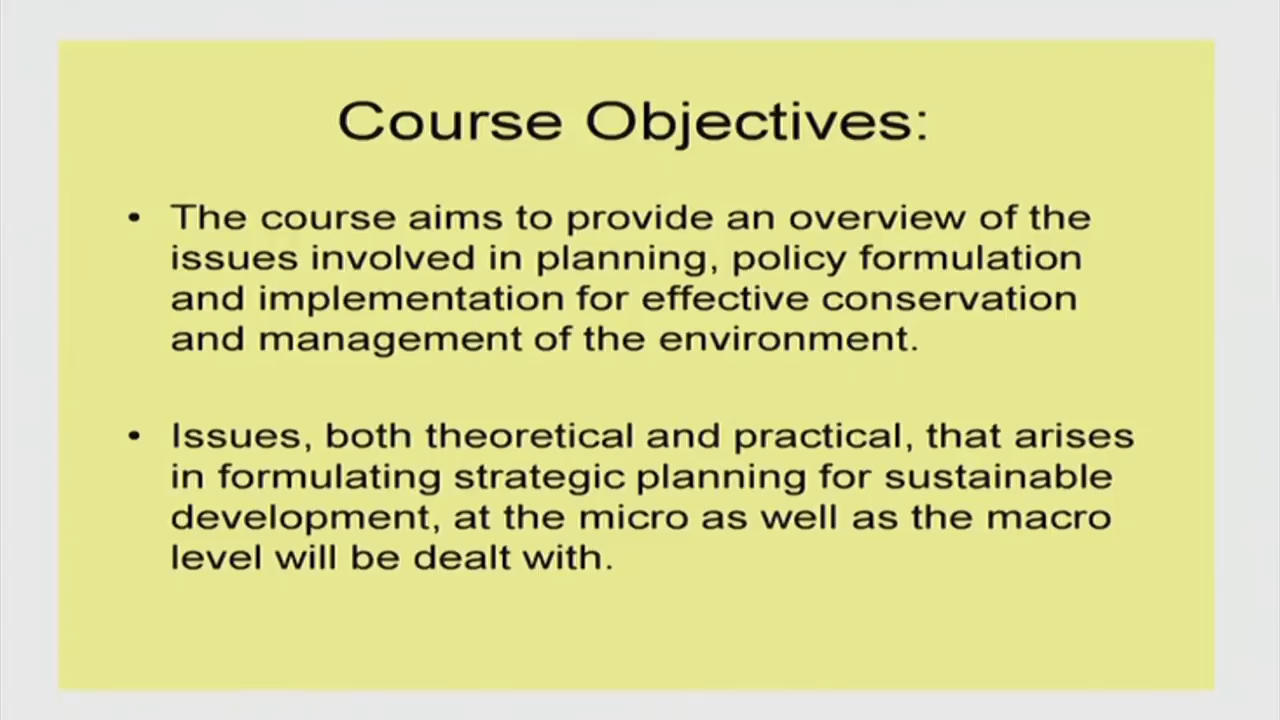 Course Objectives:
• The course aims to provide an overview of the
issues involved in planning, policy formulation
and implementation for effective conservation
and management of the environment.
• Issues, both theoretical and practical, that arises
in formulating strategic planning for sustainable
development, at the micro as well as the macro
level will be dealt with.